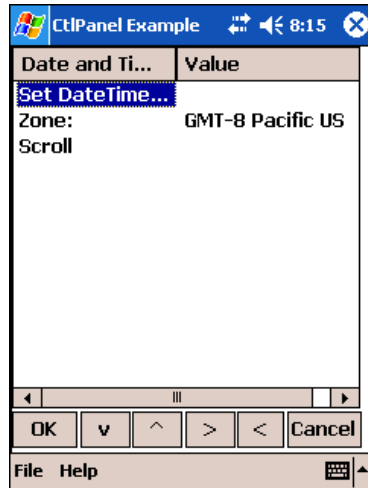 CtlPanel Example 8:15
Date and Ti... Value
Set DateTime...
Zone: GMT-8 Pacific US
Scroll
OK v ^ > < Cancel
File Help